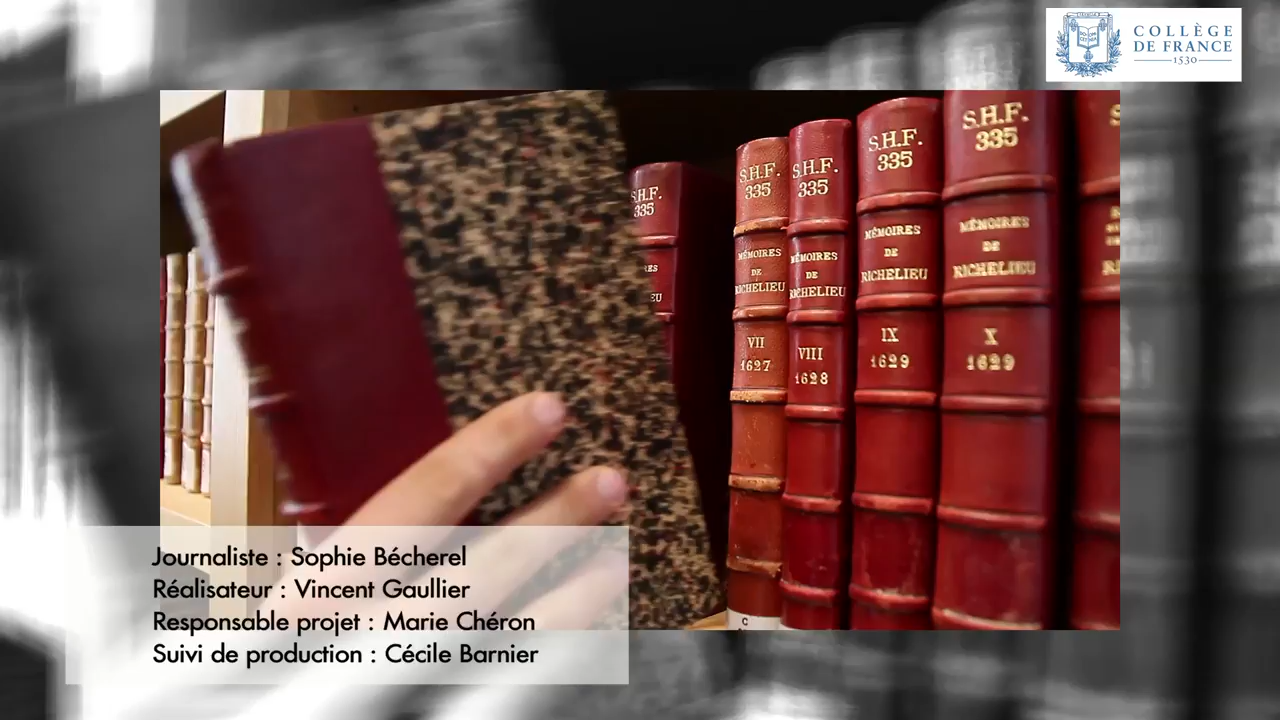 COLLÈGE
DE FRANCE
1530
S.H.F.
335
S.H.F.
335
MÉMOIRES
DE
RICHELIEU
VII
1627
S.H.F.
335
MÉMOIRES
DE
RICHELIEU
VIII
1628
S.H.F.
335
MÉMOIRES
DE
RICHELIEU
IX
1629
S.H.F.
335
MÉMOIRES
DE
RICHELIEU
X
1629
Journaliste : Sophie Bécherel
Réalisateur : Vincent Gaullier
Responsable projet : Marie Chéron
Suivi de production : Cécile Barnier